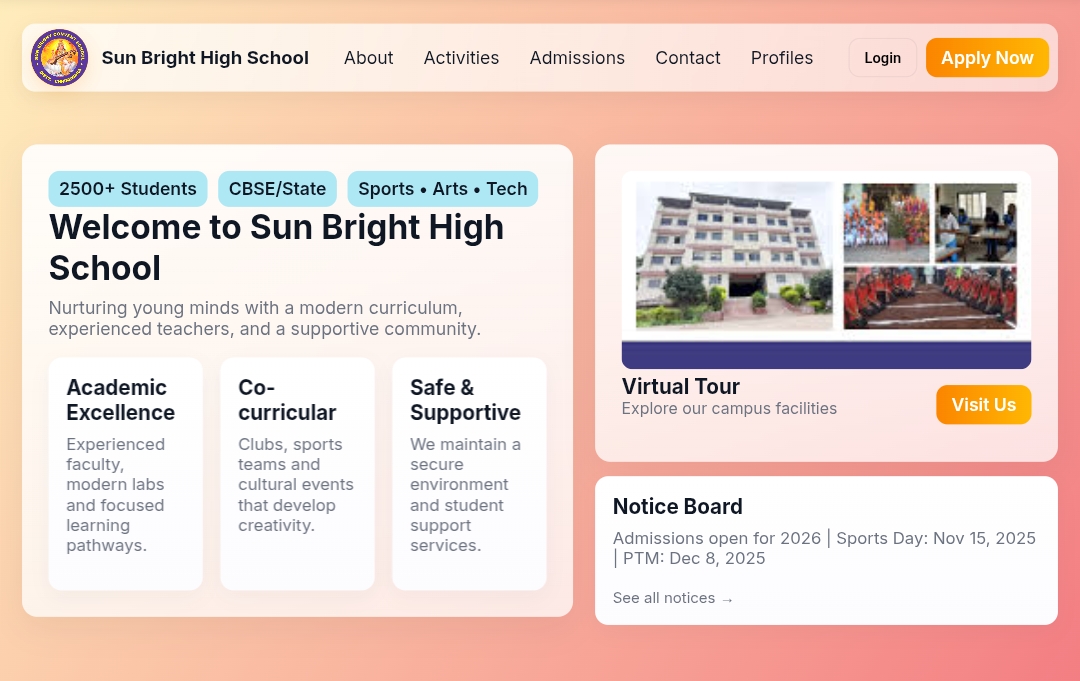 Sun Bright High School
About
Activities
Admissions
Contact
Profiles
Login
Apply Now
2500+ Students
CBSE/State
Sports • Arts • Tech
Welcome to Sun Bright High
School
Nurturing young minds with a modern curriculum,
experienced teachers, and a supportive community.
Academic
Excellence
Experienced
faculty,
modern labs
and focused
learning
pathways.
Co-
curricular
Clubs, sports
teams and
cultural events
that develop
creativity.
Safe &
Supportive
We maintain a
secure
environment
and student
support
services.
Virtual Tour
Explore our campus facilities
Visit Us
Notice Board
Admissions open for 2026 | Sports Day: Nov 15, 2025
| PTM: Dec 8, 2025
See all notices →